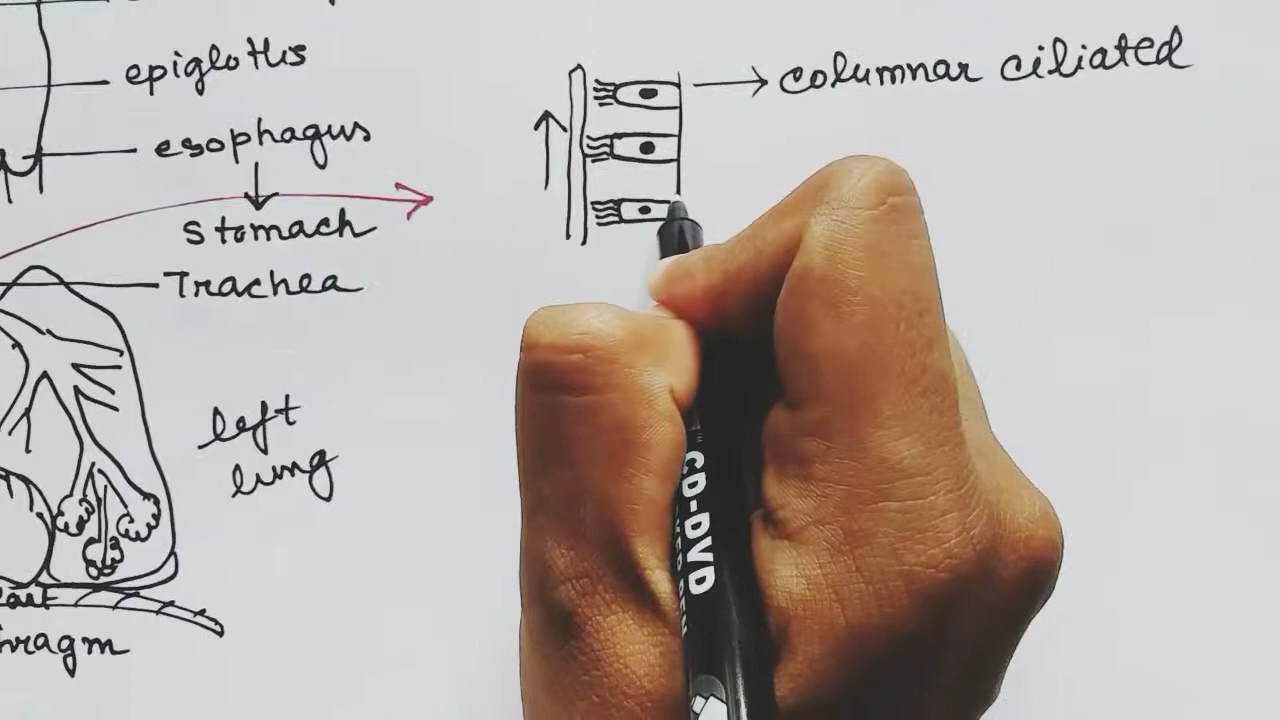 epiglottis
esophagus
stomach
Trachea
left
lung
columnar ciliated
CD-DVD